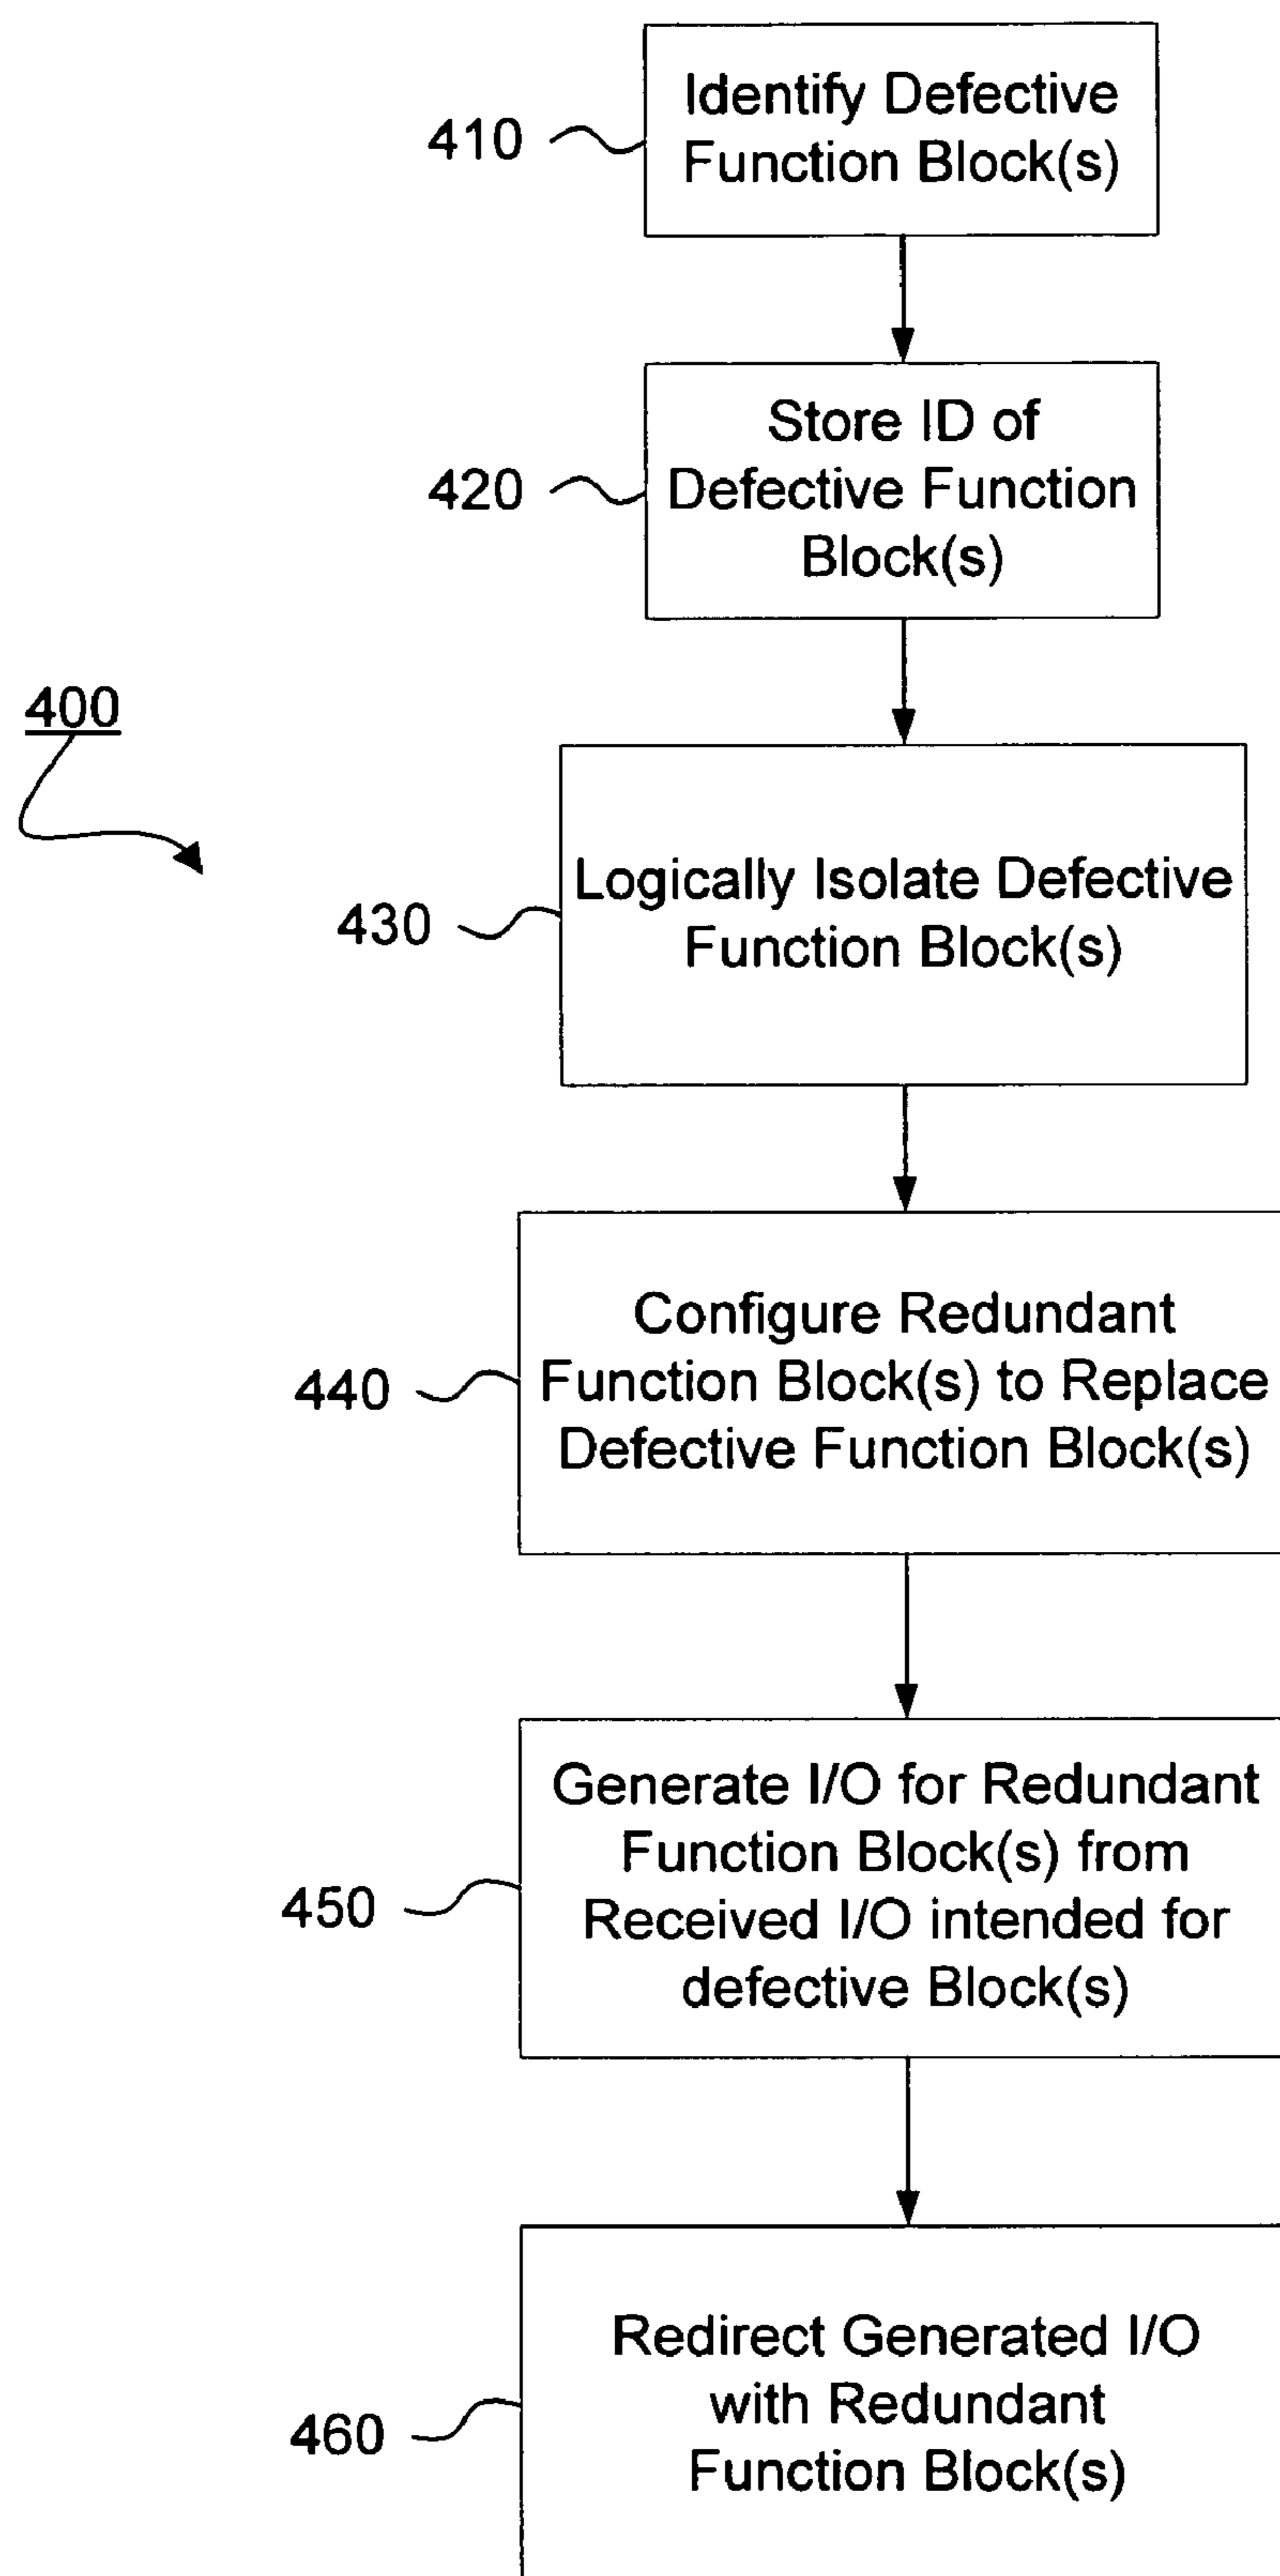 410
Identify Defective
Function Block(s)
420
Store ID of
Defective Function
Block(s)
400
430
Logically Isolate Defective
Function Block(s)
440
Configure Redundant
Function Block(s) to Replace
Defective Function Block(s)
450
Generate I/O for Redundant
Function Block(s) from
Received I/O intended for
defective Block(s)
460
Redirect Generated I/O
with Redundant
Function Block(s)